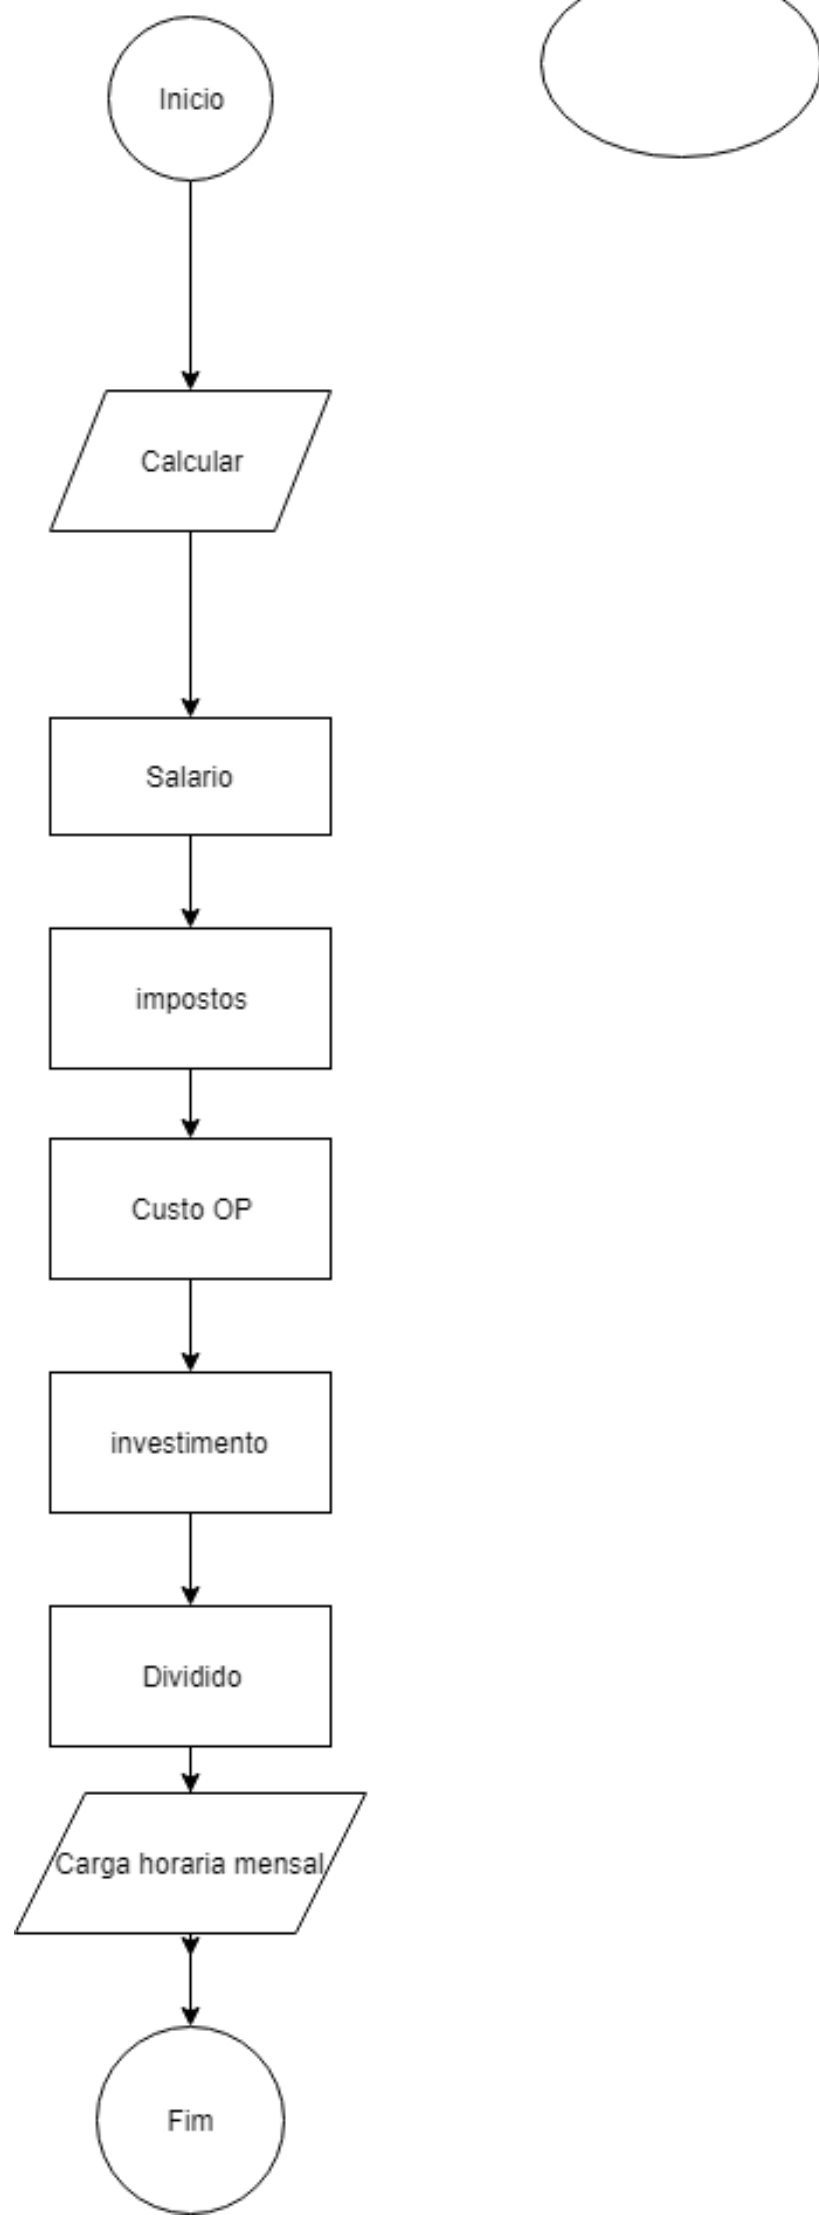 Inicio
Calcular
Salario
impostos
Custo OP
investimento
Dividido
Carga horaria mensal
Fim